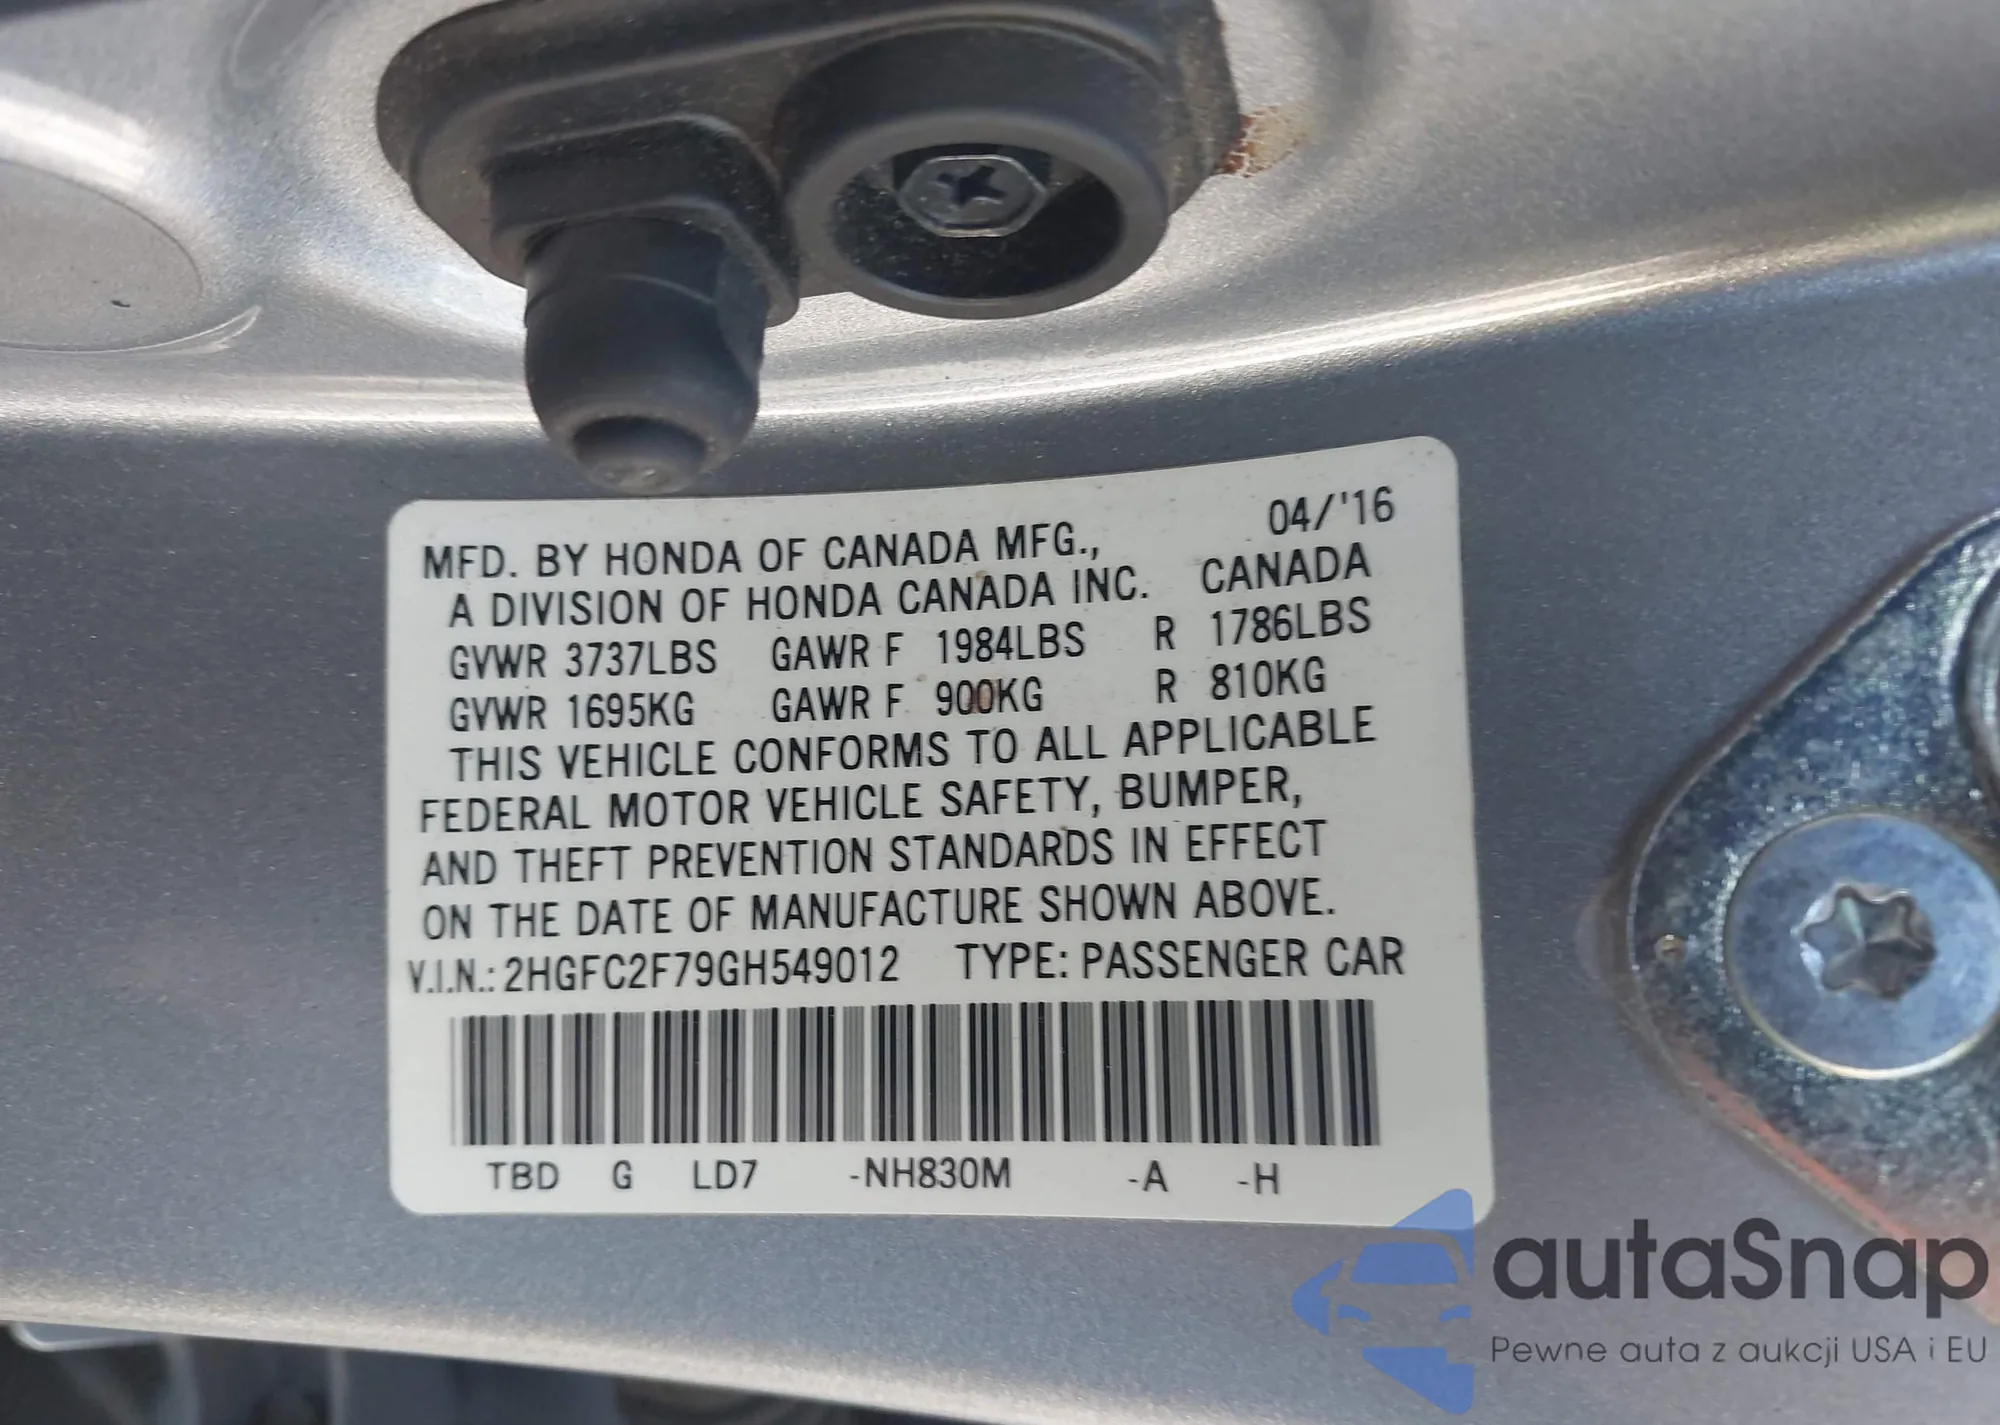 MFD. BY HONDA OF CANADA MFG., 04/'16
A DIVISION OF HONDA CANADA INC. CANADA
GVWR 3737LBS GAWR F 1984LBS R 1786LBS
GVWR 1695KG GAWR F 900KG R 810KG
THIS VEHICLE CONFORMS TO ALL APPLICABLE
FEDERAL MOTOR VEHICLE SAFETY, BUMPER,
AND THEFT PREVENTION STANDARDS IN EFFECT
ON THE DATE OF MANUFACTURE SHOWN ABOVE.
V.I.N.: 2HGFC2F79GH549012 TYPE: PASSENGER CAR
TBD G LD7 -NH830M -A -H
autaSnap
Pewne auta z aukcji USA i EU